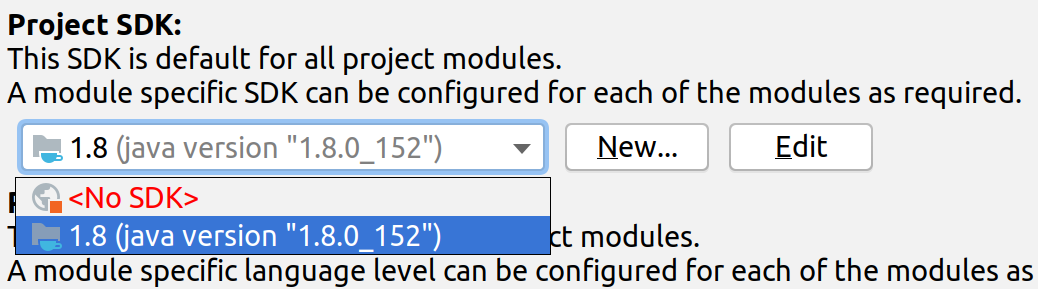 Project SDK:
This SDK is default for all project modules.
A module specific SDK can be configured for each of the modules as required.
1.8 (java version "1.8.0_152")
New...
Edit
<No SDK>
1.8 (java version "1.8.0_152")
modules.
A module specific language level can be configured for each of the modules as